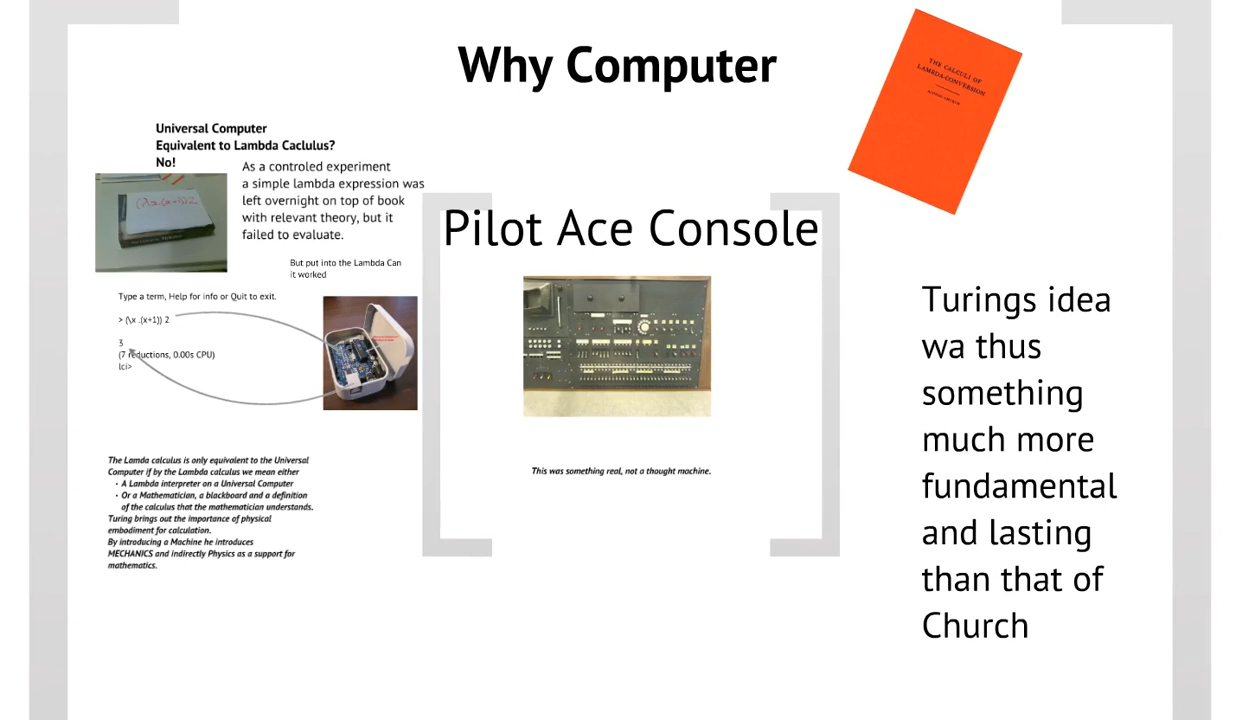 Why Computer
THE CALCULI OF
LAMBDA-CONVERSION
ALONZO CHURCH
Universal Computer
Equivalent to Lambda Caclulus?
No!
As a controled experiment
a simple lambda expression was
left overnight on top of book
with relevant theory, but it
failed to evaluate.
(λx.(x+1)) 2
But put into the Lambda Can
it worked
Type a term, Help for info or Quit to exit.
> (\x .(x+1)) 2
3
(7 reductions, 0.00s CPU)
lci>
The Lamda calculus is only equivalent to the Universal
Computer if by the Lambda calculus we mean either
• A Lambda interpreter on a Universal Computer
• Or a Mathematician, a blackboard and a definition
of the calculus that the mathematician understands.
Turing brings out the importance of physical
embodiment for calculation.
By introducing a Machine he introduces
MECHANICS and indirectly Physics as a support for
mathematics.
Pilot Ace Console
This was something real, not a thought machine.
Turings idea
wa thus
something
much more
fundamental
and lasting
than that of
Church